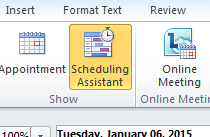 Insert Format Text Review
Appointment Scheduling Assistant Online Meeting
Show Online Meetin
100% Tuesday, January 06, 2015